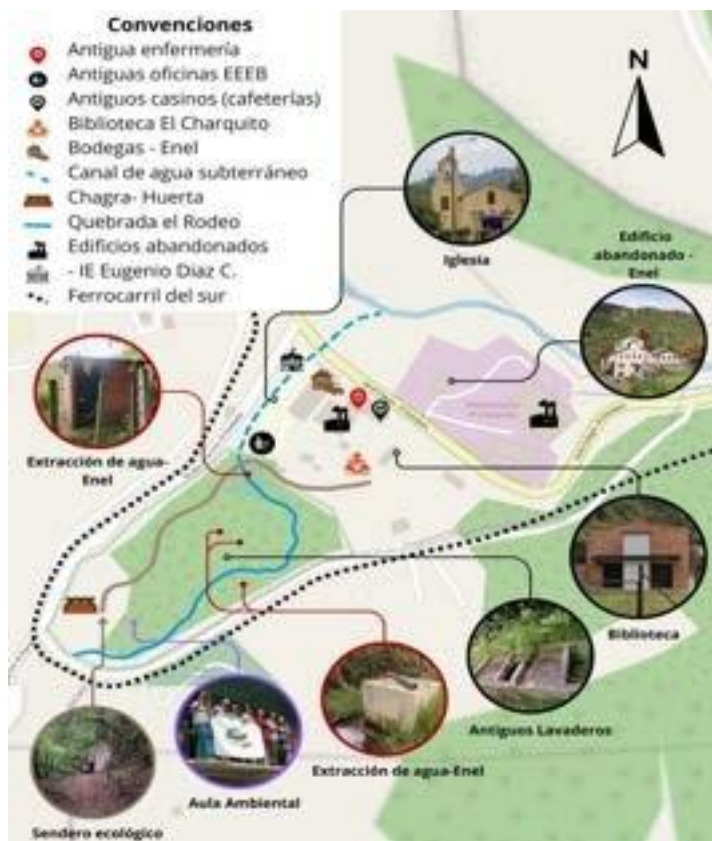 Convenciones
Antigua enfermería
Antiguas oficinas EEEB
Antiguos casinos (cafeterías)
Biblioteca El Charquito
Bodegas - Enel
Canal de agua subterráneo
Chagra- Huerta
Quebrada el Rodeo
Edificios abandonados
- IE Eugenio Diaz C.
Ferrocarril del sur
N
Iglesia
Edificio
abandonado -
Enel
Extracción de agua-
Enel
Biblioteca
Antiguos Lavaderos
Extracción de agua-Enel
Aula Ambiental
Sendero ecológico